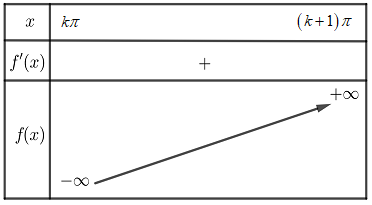 x kπ (k+1)π
f′(x) +
+∞
f(x)
−∞